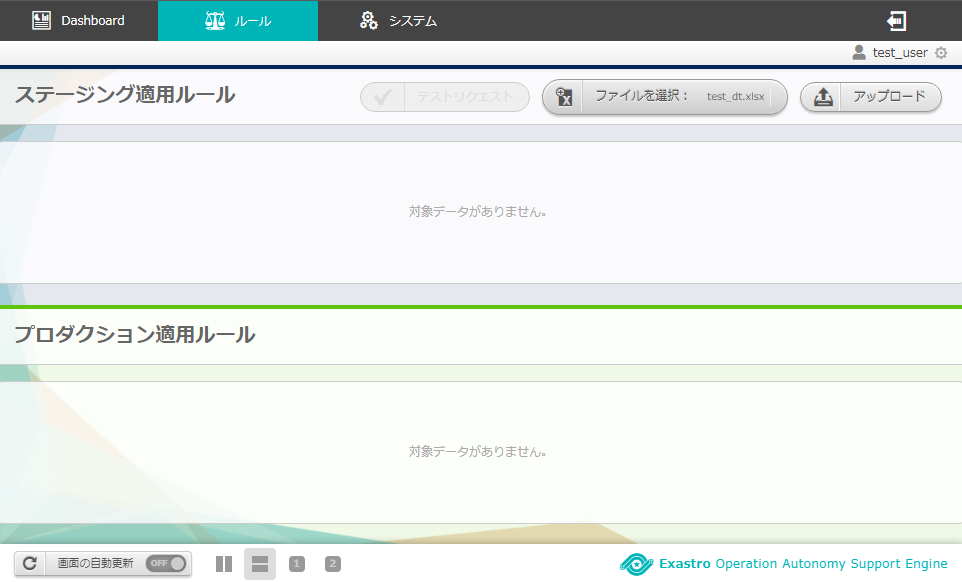 Dashboard
ルール
システム
test_user
ステージング適用ルール
テストリクエスト
ファイルを選択：
test_dt.xlsx
アップロード
対象データがありません。
プロダクション適用ルール
対象データがありません。
画面の自動更新
OFF
1
2
Exastro Operation Autonomy Support Engine